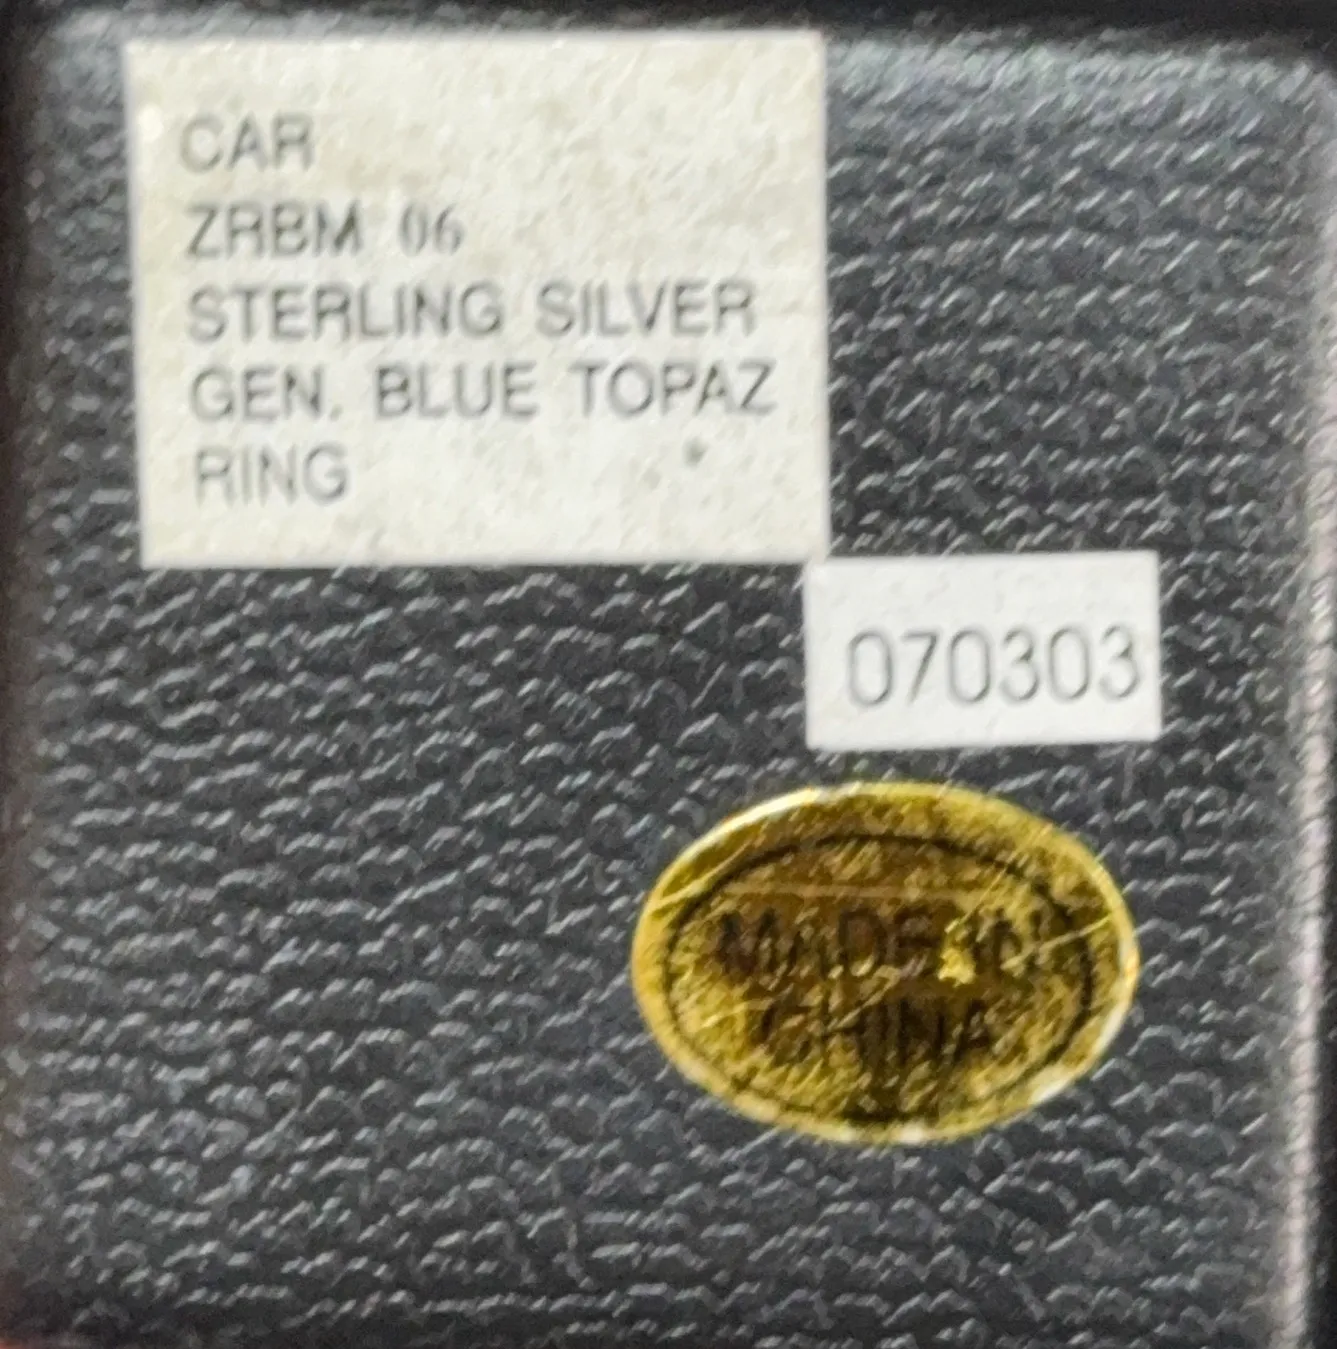 CAR
ZRBM 06
STERLING SILVER
GEN. BLUE TOPAZ
RING
070303
MADE IN
CHINA